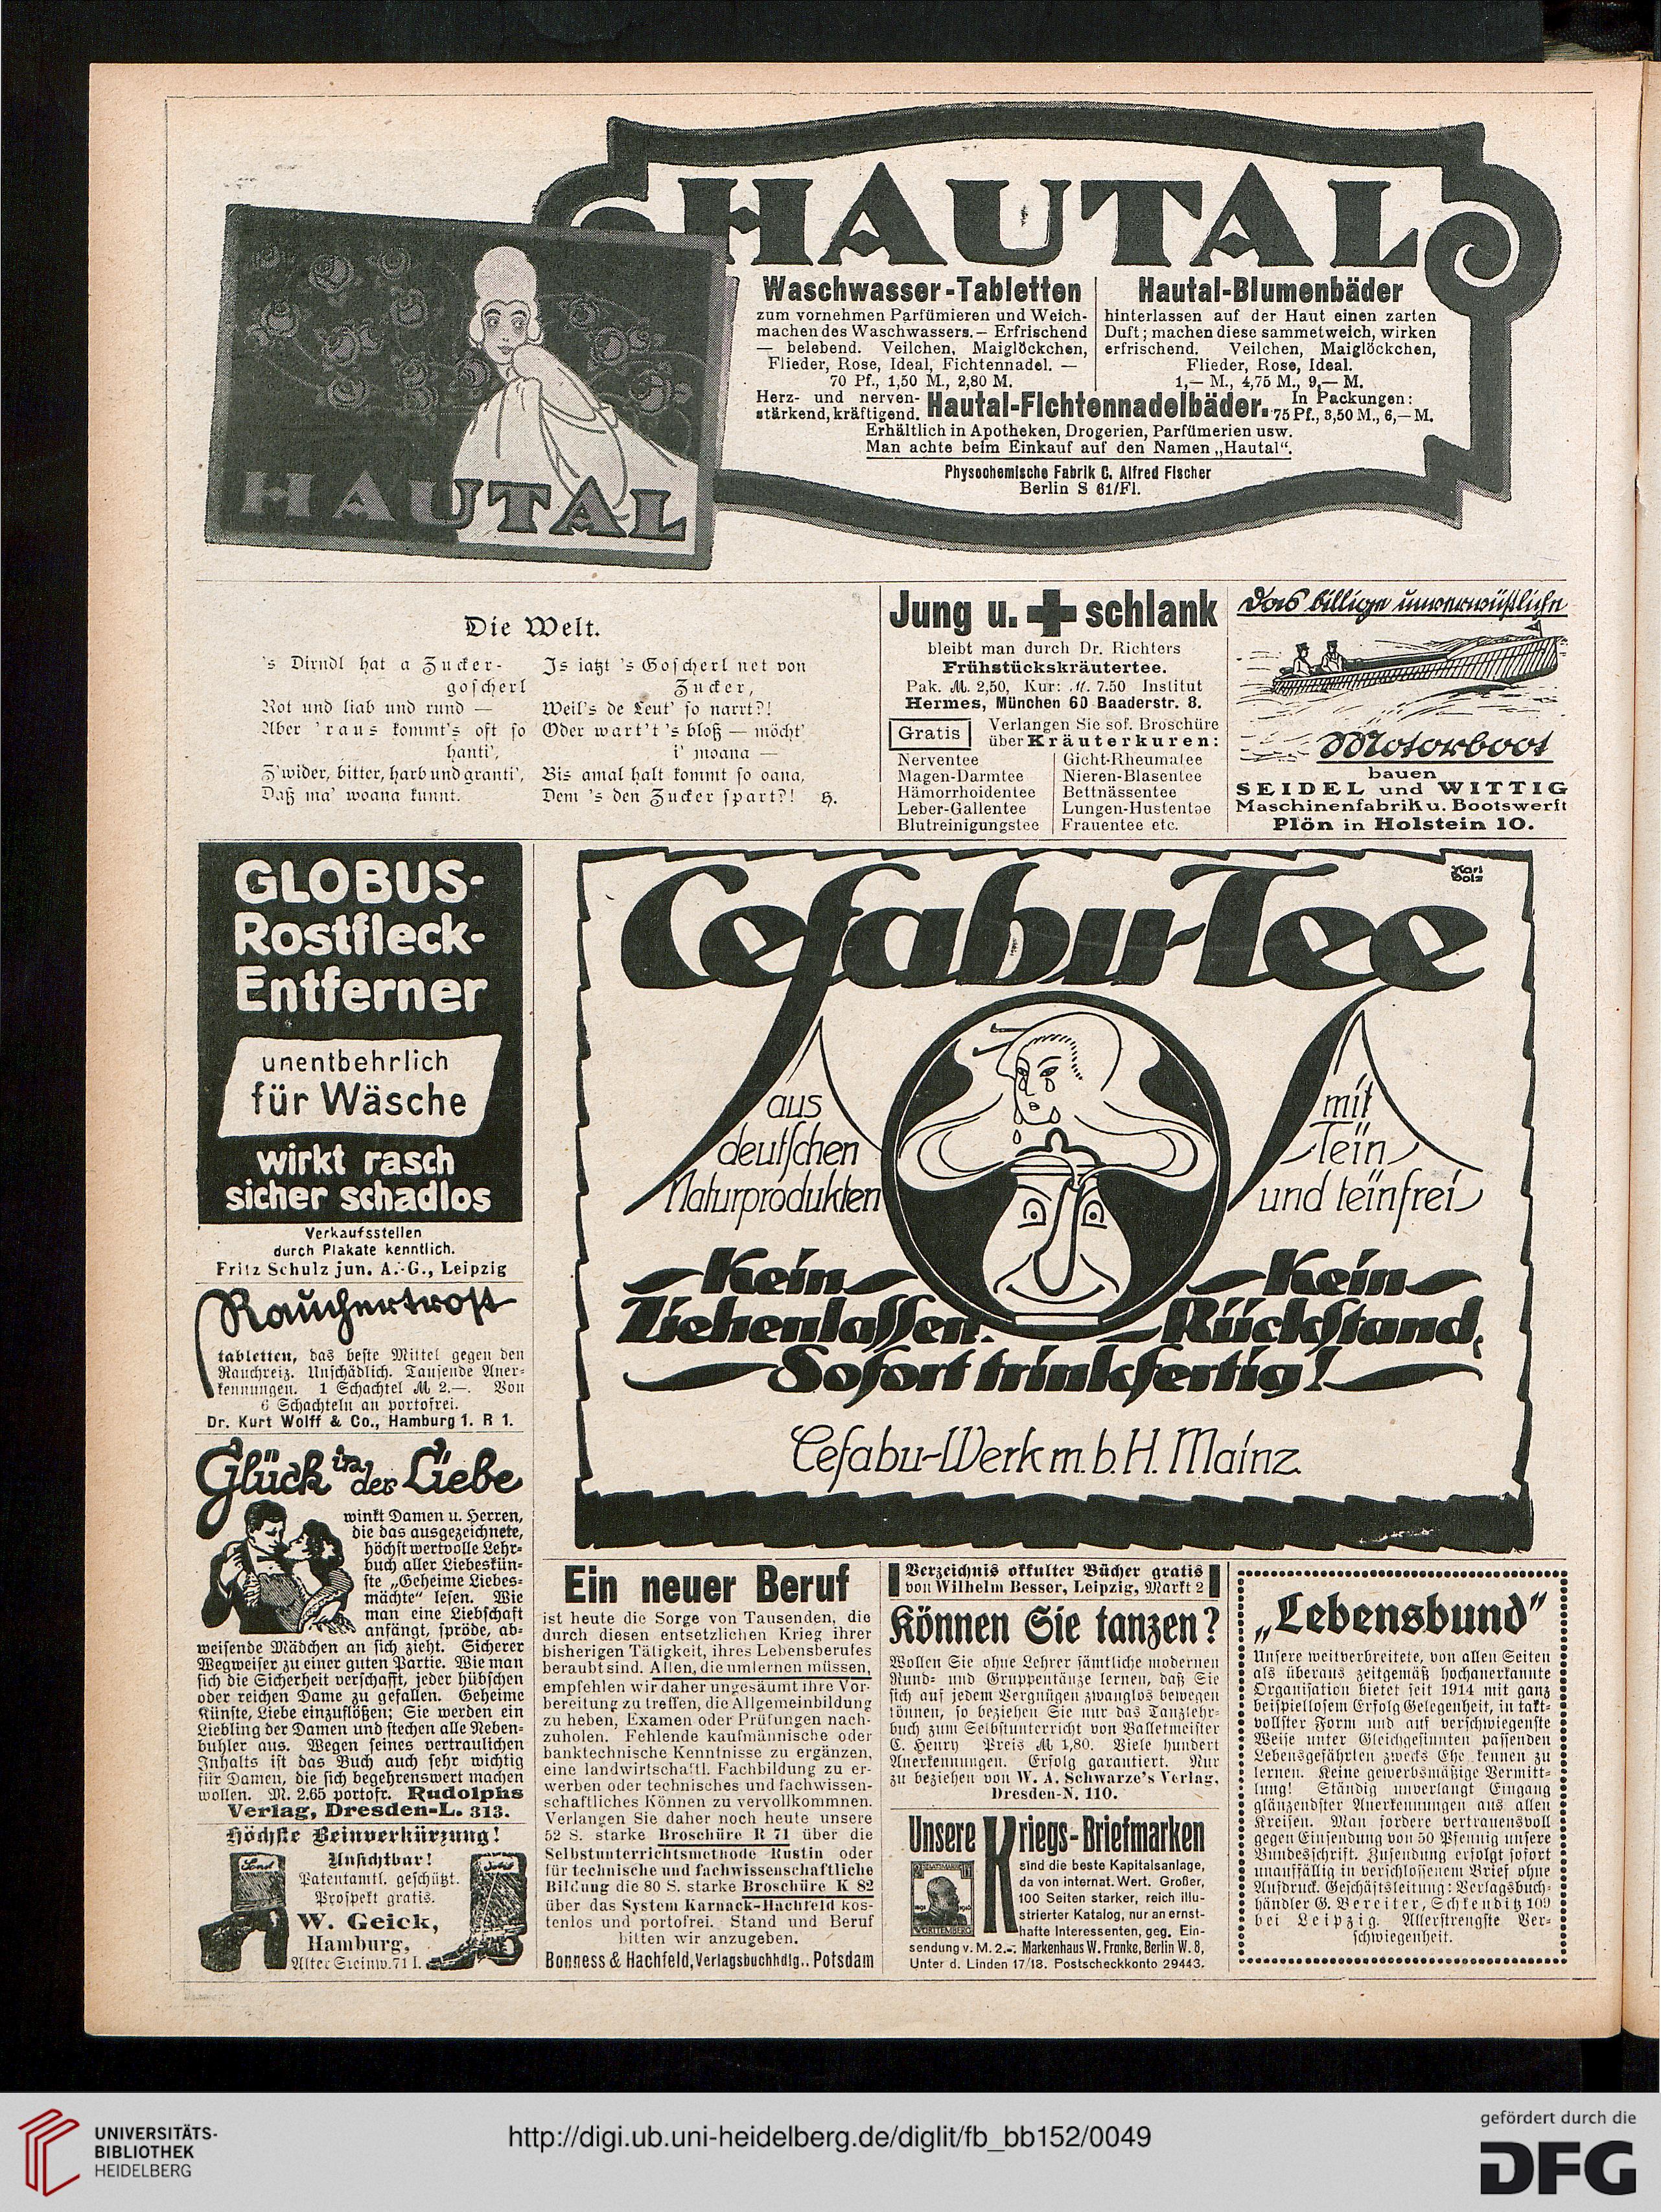 HAUTAL
HAUTAL
Waschwasser-Tabletten
zum vornehmen Parfümieren und Weich-
machen des Waschwassers. — Erfrischend
— belebend. Veilchen, Maiglöckchen,
Flieder, Rose, Ideal, Fichtennadel. —
70 Pf., 1,50 M., 2,80 M.
Hautal-Blumenbäder
hinterlassen auf der Haut einen zarten
Duft; machen diese sammetweich, wirken
erfrischend. Veilchen, Maiglöckchen,
Flieder, Rose, Ideal.
1,— M., 4,75 M., 9,— M.
Herz- und nerven-
stärkend, kräftigend. Hautal-Fichtennadelbäder. In Packungen:
75 Pf., 3,50 M., 6,— M.
Erhältlich in Apotheken, Drogerien, Parfümerien usw.
Man achte beim Einkauf auf den Namen „Hautal“.
Physochemische Fabrik C. Alfred Fischer
Berlin S 61/Fl.
Die Welt.
's Dirndl hat a Zucker-
goscherl
Rot und liab und rund —
Aber 'raus kommt's oft so
hanti',
Z'wider, bitter, harb und granti',
Daß ma' woana kunnt.
Is iatzt 's Goscherl net von
Zucker,
Weil's de Leut' so narrt?!
Oder wart't 's bloß — möcht'
i' moana —
Bis amal halt kommt so oana,
Dem 's den Zucker spart?! H.
Jung u. schlank
bleibt man durch Dr. Richters
Frühstückskräutertee.
Pak. M. 2,50, Kur: M. 7.50 Institut
Hermes, München 60 Baaderstr. 8.
Gratis
Verlangen Sie sof. Broschüre
über Kräuterkuren:
Nerventee
Magen-Darmtee
Hämorrhoidentee
Leber-Gallentee
Blutreinigungstee
Gicht-Rheumatee
Nieren-Blasentee
Bettnässentee
Lungen-Hustentee
Frauentee etc.
Das billige unverwüstliche
Motorboot
bauen
SEIDEL und WITTIG
Maschinenfabrik u. Bootswerft
Plön in Holstein 10.
GLOBUS-
Rostfleck-
Entferner
unentbehrlich
für Wäsche
wirkt rasch
sicher schadlos
Verkaufsstellen
durch Plakate kenntlich.
Fritz Schulz jun. A.-G., Leipzig
Cefabu-Tee
Karl
Dolz
aus
deutschen
Naturprodukten
mit
Tein
und teinfrei
Kein
Ziehenlassen.
Kein
Rückstand,
Sofort trinkfertig!
Cefabu-Werk m. b. H. Mainz
Rauchertrost
tabletten, das beste Mittel gegen den
Rauchreiz. Unschädlich. Tausende Aner-
kennungen. 1 Schachtel M 2.—. Von
6 Schachteln an portofrei.
Dr. Kurt Wolff & Co., Hamburg 1. R 1.
Glück in der Liebe
winkt Damen u. Herren,
die das ausgezeichnete,
höchst wertvolle Lehr-
buch aller Liebeskün-
ste „Geheime Liebes-
mächte“ lesen. Wie
man eine Liebschaft
anfängt, spröde, ab-
weisende Mädchen an sich zieht. Sicherer
Wegweiser zu einer guten Partie. Wie man
sich die Sicherheit verschafft, jeder hübschen
oder reichen Dame zu gefallen. Geheime
Künste, Liebe einzuflößen; Sie werden ein
Liebling der Damen und stechen alle Neben-
buhler aus. Wegen seines vertraulichen
Inhalts ist das Buch auch sehr wichtig
für Damen, die sich begehrenswert machen
wollen. M. 2.65 portofr. Rudolphs
Verlag, Dresden-L. 313.
Höchste Beinverkürzung!
Unsichtbar!
Patentamtl. geschützt.
Prospekt gratis.
W. Geick,
Hamburg,
Alter Steinw. 71 I.
Sonst
Jetzt
Ein neuer Beruf
ist heute die Sorge von Tausenden, die
durch diesen entsetzlichen Krieg ihrer
bisherigen Tätigkeit, ihres Lebensberufes
beraubt sind. Allen, die umlernen müssen,
empfehlen wir daher ungesäumt ihre Vor-
bereitung zu treffen, die Allgemeinbildung
zu heben, Examen oder Prüfungen nach-
zuholen. Fehlende kaufmännische oder
banktechnische Kenntnisse zu ergänzen,
eine landwirtschaftl. Fachbildung zu er-
werben oder technisches und fachwissen-
schaftliches Können zu vervollkommnen.
Verlangen Sie daher noch heute unsere
52 S. starke Broschüre R 71 über die
Selbstunterrichtsmethode Rustin oder
für technische und fachwissenschaftliche
Bildung die 80 S. starke Broschüre K 82
über das System Karnack-Hachfeld kos-
tenlos und portofrei. Stand und Beruf
bitten wir anzugeben.
Bonness & Hachfeld, Verlagsbuchhdlg., Potsdam
Verzeichnis okkulter Bücher gratis
von Wilhelm Besser, Leipzig, Markt 2
Können Sie tanzen?
Wollen Sie ohne Lehrer sämtliche modernen
Rund- und Gruppentänze lernen, daß Sie
sich auf jedem Vergnügen zwanglos bewegen
können, so beziehen Sie nur das Tanzlehr-
buch zum Selbstunterricht von Balletmeister
C. Henry Preis M 1,80. Viele hundert
Anerkennungen. Erfolg garantiert. Nur
zu beziehen von W. A. Schwarze's Verlag,
Dresden-N. 110.
Unsere Kriegs-Briefmarken
sind die beste Kapitalsanlage,
da von internat. Wert. Großer,
100 Seiten starker, reich illu-
strierter Katalog, nur an ernst-
hafte Interessenten, geg. Ein-
sendung v. M. 2.-. Markenhaus W. Franke, Berlin W. 8,
Unter d. Linden 17/18. Postscheckkonto 29443.
WÜRTTEMBERG
„Lebensbund“
Unsere weitverbreitete, von allen Seiten
als überaus zeitgemäß hochanerkannte
Organisation bietet seit 1914 mit ganz
beispiellosem Erfolg Gelegenheit, in takt-
vollster Form und auf verschwiegenste
Weise unter Gleichgesinnten passenden
Lebensgefährten zwecks Ehe kennen zu
lernen. Keine gewerbsmäßige Vermitt-
lung! Ständig unverlangt Eingang
glänzendster Anerkennungen aus allen
Kreisen. Man fordere vertrauensvoll
gegen Einsendung von 50 Pfennig unsere
Bundesschrift. Zusendung erfolgt sofort
unauffällig in verschlossenem Brief ohne
Aufdruck. Geschäftsleitung: Verlagsbuch-
händler G. Bereiter, Schkeuditz 109
bei Leipzig. Allerstrengste Ver-
schwiegenheit.
UNIVERSITÄTS-
BIBLIOTHEK
HEIDELBERG
http://digi.ub.uni-heidelberg.de/diglit/fb_bb152/0049
gefördert durch die
DFG